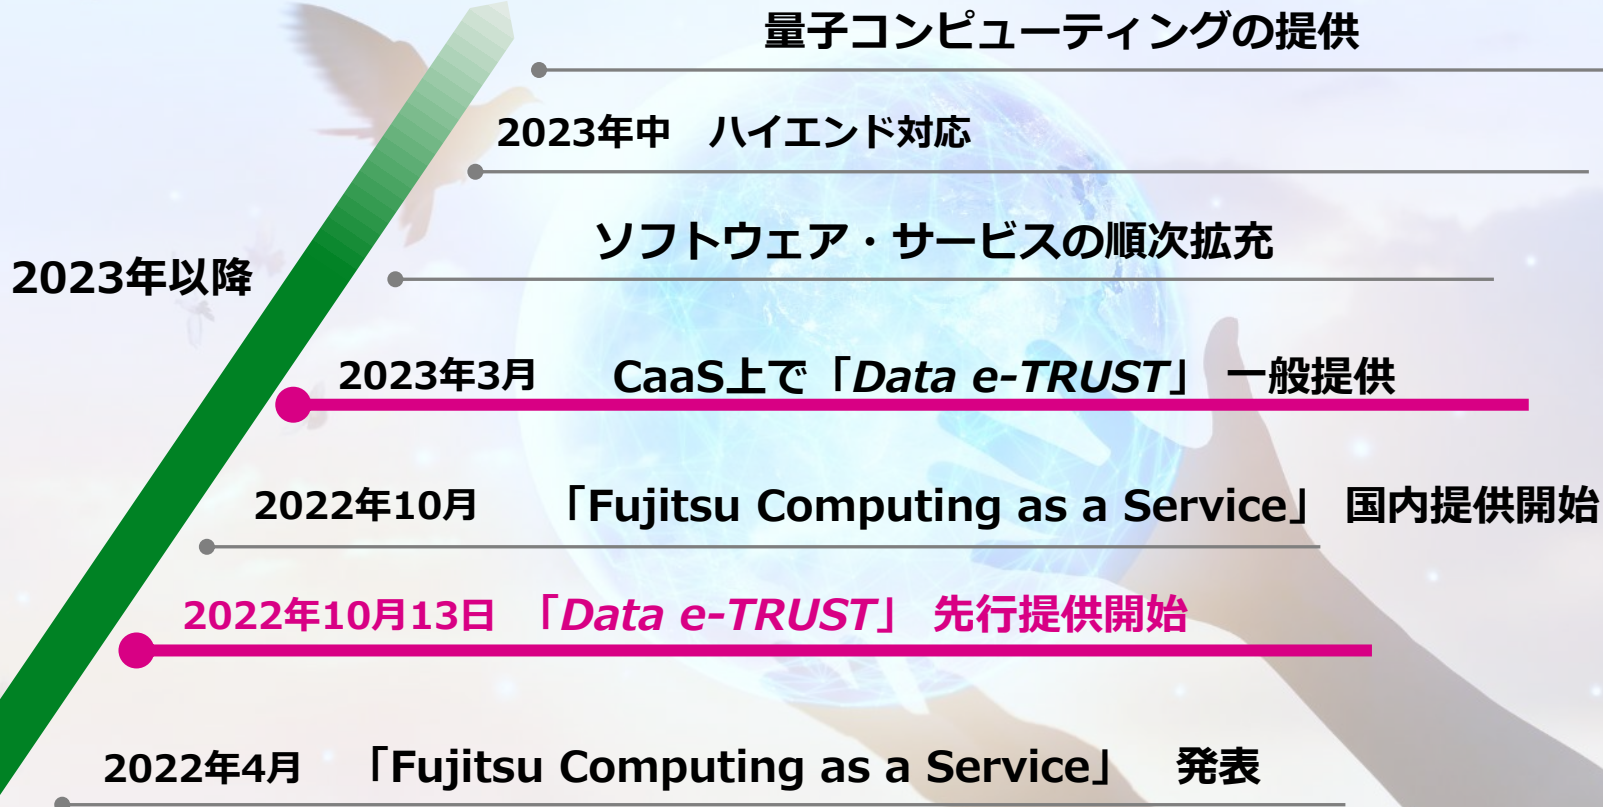 量子コンピューティングの提供
2023年中　ハイエンド対応
ソフトウェア・サービスの順次拡充
2023年以降
2023年3月　CaaS上で「Data e-TRUST」 一般提供
2022年10月　「Fujitsu Computing as a Service」 国内提供開始
2022年10月13日　「Data e-TRUST」 先行提供開始
2022年4月　「Fujitsu Computing as a Service」　発表